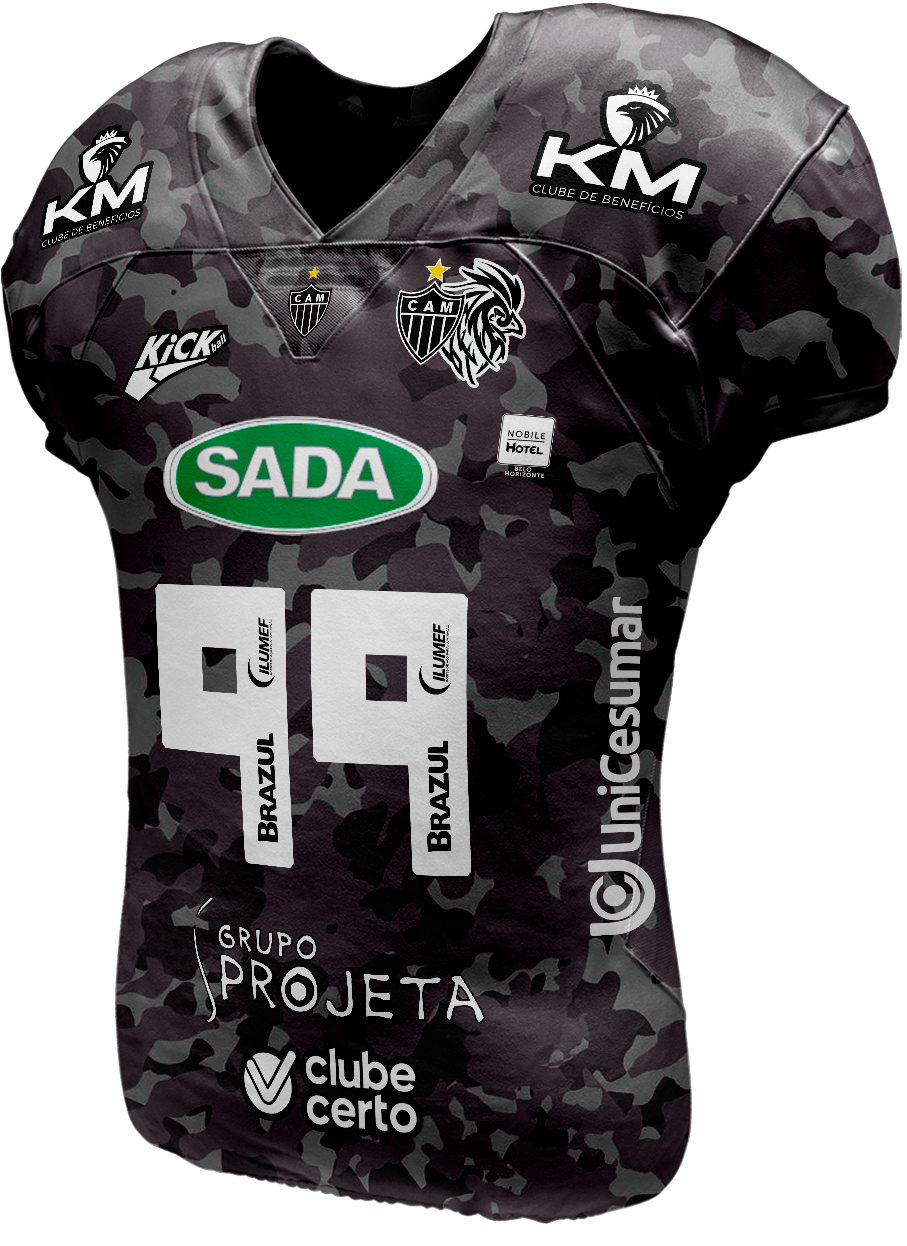 KM
CLUBE DE BENEFÍCIOS
KM
CLUBE DE BENEFÍCIOS
CAM
CAM
KiCK
ball
NOBILE
HOTEL
BELO
HORIZONTE
SADA
99
ILUMEF
ILUMEF
BRAZUL
BRAZUL
UniCesumar
GRUPO
PROJETA
clube
certo